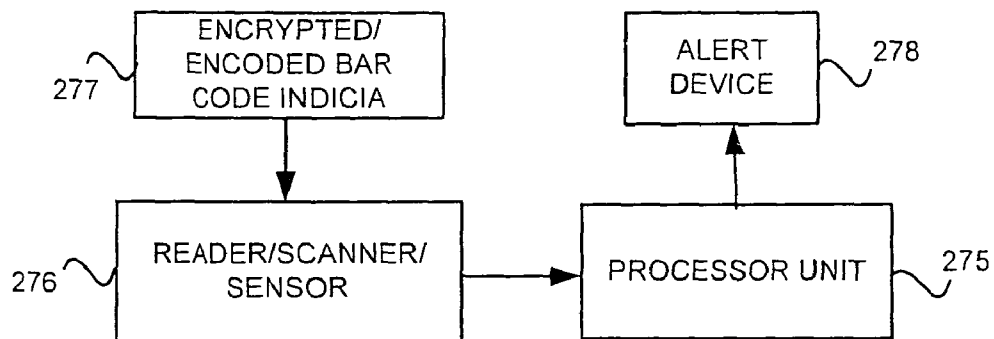 ENCRYPTED/
ENCODED BAR
CODE INDICIA
277
ALERT
DEVICE
278
READER/SCANNER/
SENSOR
276
PROCESSOR UNIT
275